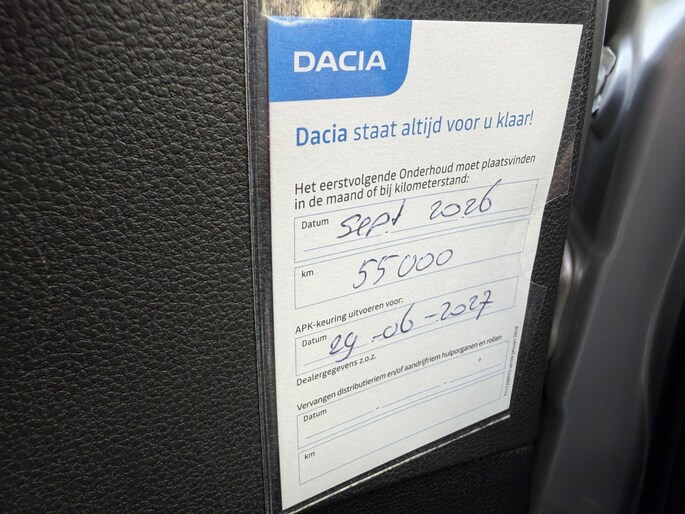 DACIA
Dacia staat altijd voor u klaar!
Het eerstvolgende Onderhoud moet plaatsvinden
in de maand of bij kilometerstand:
Datum Sept 2026
km 55000
APK-keuring uitvoeren voor:
Datum 29-06-2027
Dealergegevens z.o.z.
Vervangen distributieriem en/of aandrijfriem hulporganen en rollen
Datum
km